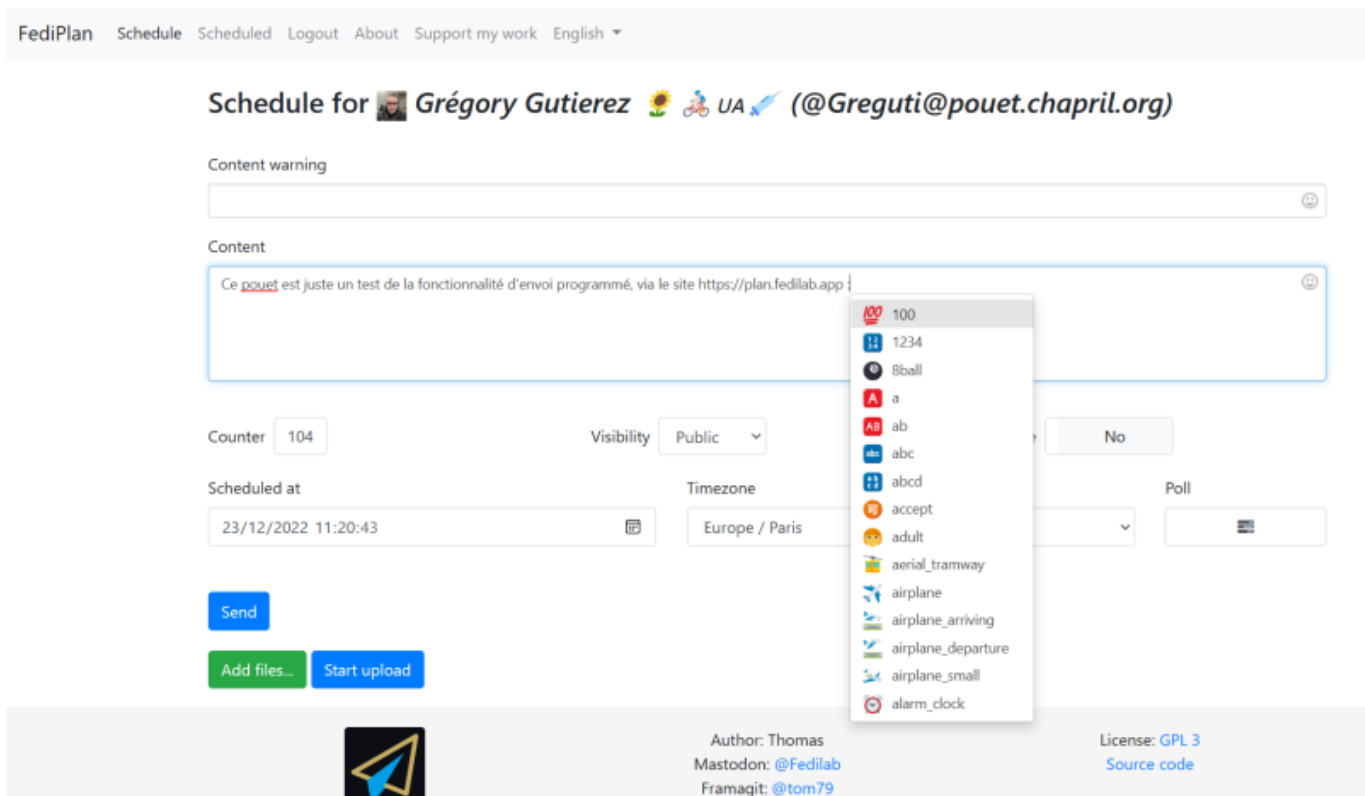 FediPlan Schedule Scheduled Logout About Support my work English
Schedule for Grégory Gutierez 🌻 🚴 UA 💉 (@Greguti@pouet.chapril.org)
Content warning
Content
Ce pouet est juste un test de la fonctionnalité d'envoi programmé, via le site https://plan.fedilab.app :
100
1234
8ball
a
ab
abc
abcd
accept
adult
aerial_tramway
airplane
airplane_arriving
airplane_departure
airplane_small
alarm_clock
Counter 104 Visibility Public No
Scheduled at Timezone Poll
23/12/2022 11:20:43 Europe / Paris
Send
Add files... Start upload
Author: Thomas
Mastodon: @Fedilab
Framagit: @tom79
License: GPL 3
Source code